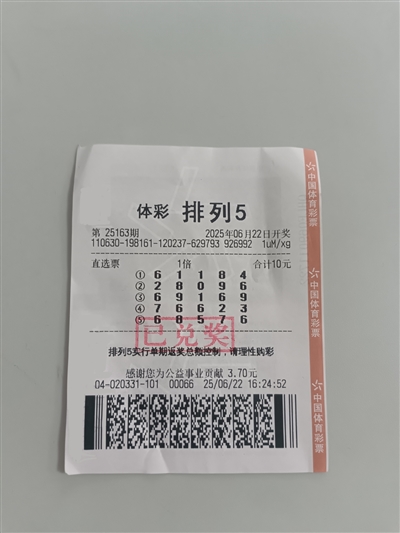 体彩 排列5
第 25163期 2025年06月22日开奖
110630-198161-120237-629793 926992 1uM/xg
直选票 1倍 合计10元
① 6 1 1 8 4
② 2 8 0 9 6
③ 6 9 1 6 9
④ 7 6 6 2 3
⑤ 6 8 5 7 6
已兑奖
排列5实行单期返奖总额控制，请理性购彩
感谢您为公益事业贡献 3.70元
04-020331-101 00066 25/06/22 16:24:52
中国体育彩票
中国体育彩票
中国体育彩票